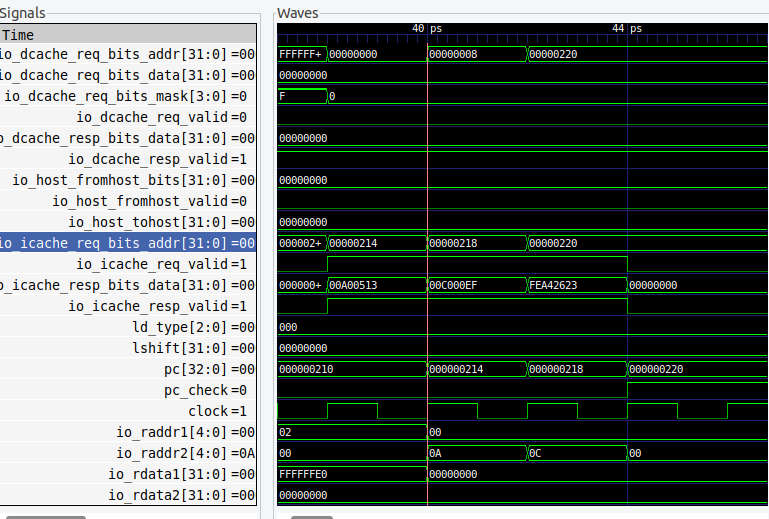 Signals Waves
Time 40 ps 44 ps
io_dcache_req_bits_addr[31:0] =00 FFFFFF+ 00000000 00000008 00000220
io_dcache_req_bits_data[31:0] =00 00000000
io_dcache_req_bits_mask[3:0] =0 F 0
io_dcache_req_valid =0
o_dcache_resp_bits_data[31:0] =00 00000000
io_dcache_resp_valid =1
io_host_fromhost_bits[31:0] =00 00000000
io_host_fromhost_valid =0
io_host_tohost[31:0] =00 00000000
io_icache_req_bits_addr[31:0] =00 000002+ 00000214 00000218 00000220
io_icache_req_valid =1
o_icache_resp_bits_data[31:0] =00 000000+ 00A00513 00C000EF FEA42623 00000000
io_icache_resp_valid =1
ld_type[2:0] =00 000
lshift[31:0] =00 00000000
pc[32:0] =00 000000210 000000214 000000218 000000220
pc_check =0
clock =1
io_raddr1[4:0] =00 02 00
io_raddr2[4:0] =0A 00 0A 0C 00
io_rdata1[31:0] =00 FFFFFFE0 00000000
io_rdata2[31:0] =00 00000000